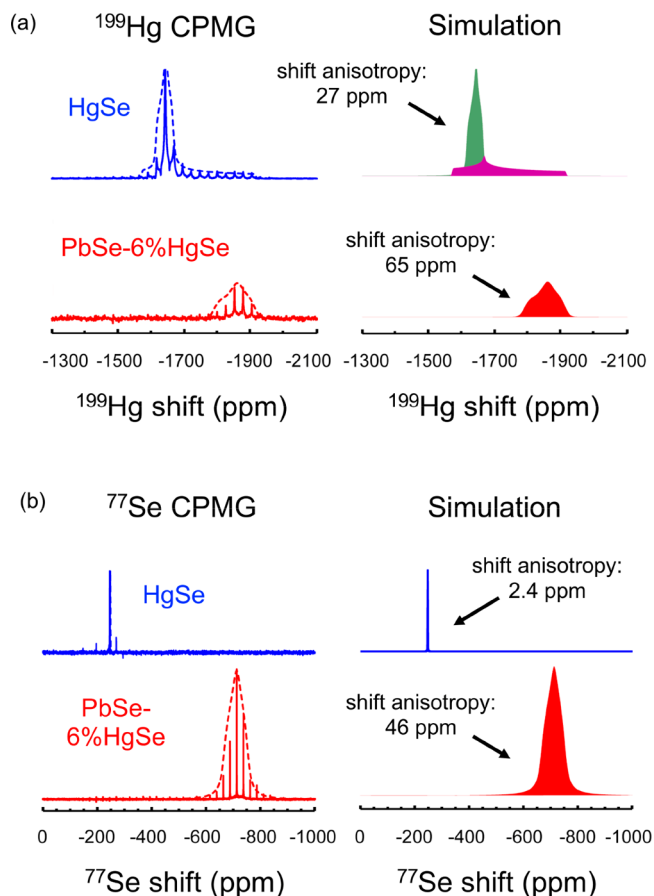 (a)
¹⁹⁹Hg CPMG
Simulation
HgSe
shift anisotropy:
27 ppm
PbSe-6%HgSe
shift anisotropy:
65 ppm
-1300 -1500 -1700 -1900 -2100
-1300 -1500 -1700 -1900 -2100
¹⁹⁹Hg shift (ppm)
¹⁹⁹Hg shift (ppm)
(b)
⁷⁷Se CPMG
Simulation
HgSe
shift anisotropy:
2.4 ppm
PbSe-
6%HgSe
shift anisotropy:
46 ppm
0 -200 -400 -600 -800 -1000
0 -200 -400 -600 -800 -1000
⁷⁷Se shift (ppm)
⁷⁷Se shift (ppm)